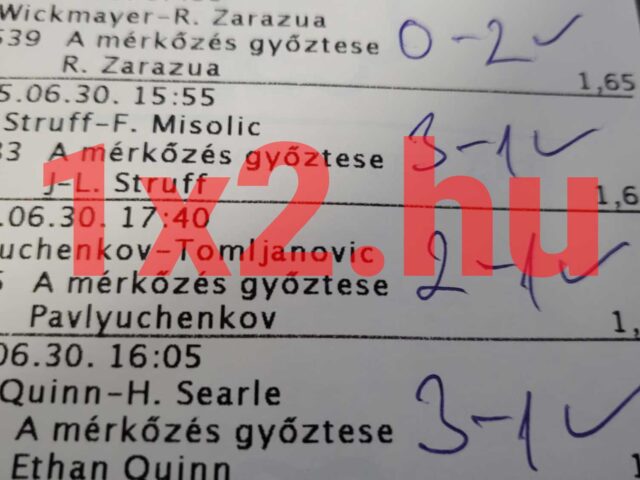 Wickmayer-R. Zarazua
539 A mérkőzés győztese 0-2 ✓
R. Zarazua 1,65
5.06.30. 15:55
Struff-F. Misolic
33 A mérkőzés győztese 3-1 ✓
J-L. Struff 1,6
1x2.hu
.06.30. 17:40
uchenkov-Tomljanovic
A mérkőzés győztese 2-1 ✓
Pavlyuchenkov 1,
06.30. 16:05
Quinn-H. Searle
A mérkőzés győztese 3-1 ✓
Ethan Quinn 1